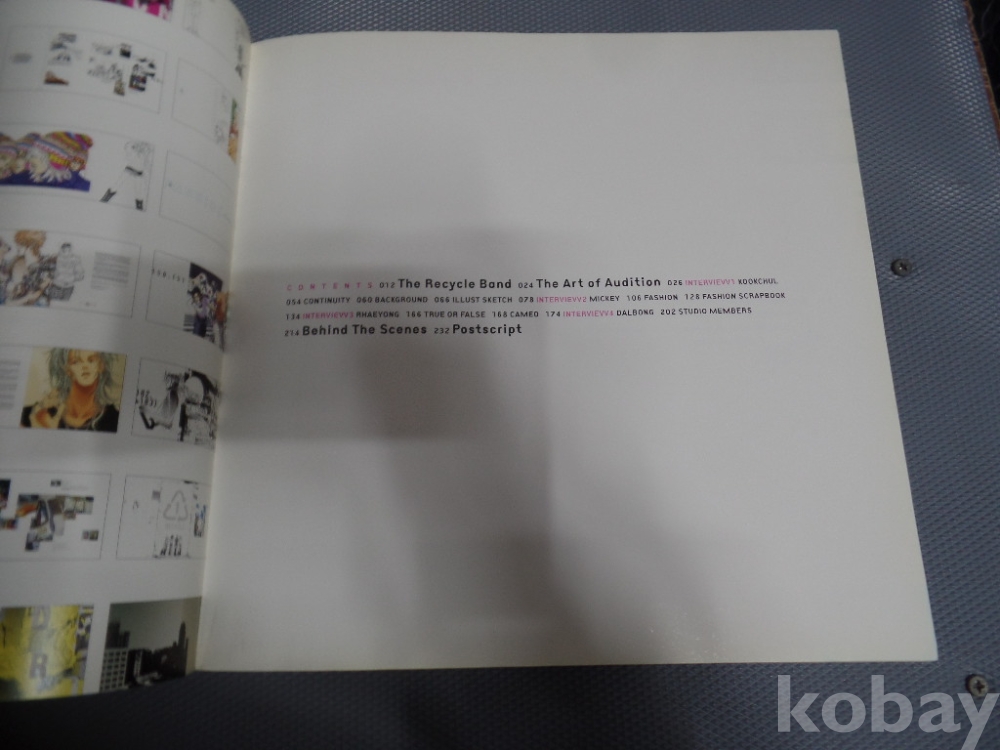 CONTENTS 012 The Recycle Band 024 The Art of Audition 026 INTERVIEW1 KOOKCHUL
054 CONTINUITY 060 BACKGROUND 066 ILLUST SKETCH 078 INTERVIEW2 MICKEY 106 FASHION 128 FASHION SCRAPBOOK
134 INTERVIEW3 RHAEYONG 166 TRUE OR FALSE 168 CAMEO 174 INTERVIEW4 DALBONG 202 STUDIO MEMBERS
214 Behind The Scenes 232 Postscript
kobay